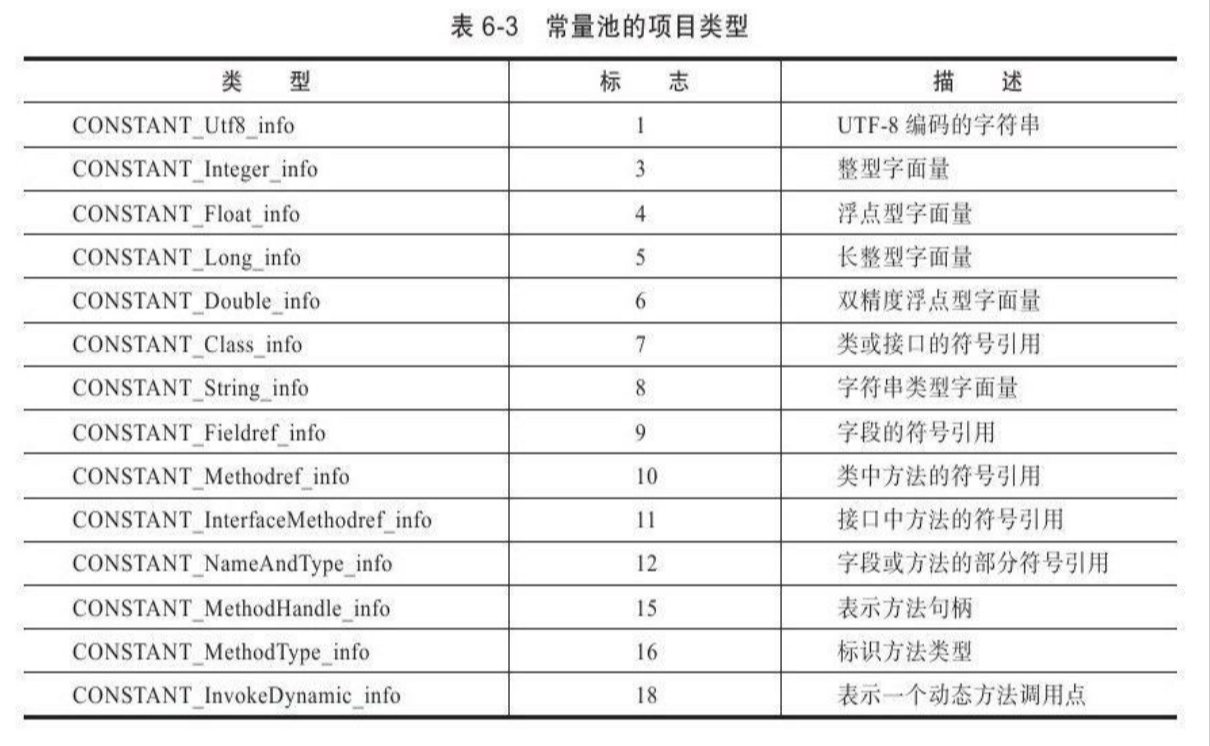 表 6-3 常量池的项目类型
类 型 标 志 描 述
CONSTANT_Utf8_info 1 UTF-8 编码的字符串
CONSTANT_Integer_info 3 整型字面量
CONSTANT_Float_info 4 浮点型字面量
CONSTANT_Long_info 5 长整型字面量
CONSTANT_Double_info 6 双精度浮点型字面量
CONSTANT_Class_info 7 类或接口的符号引用
CONSTANT_String_info 8 字符串类型字面量
CONSTANT_Fieldref_info 9 字段的符号引用
CONSTANT_Methodref_info 10 类中方法的符号引用
CONSTANT_InterfaceMethodref_info 11 接口中方法的符号引用
CONSTANT_NameAndType_info 12 字段或方法的部分符号引用
CONSTANT_MethodHandle_info 15 表示方法句柄
CONSTANT_MethodType_info 16 标识方法类型
CONSTANT_InvokeDynamic_info 18 表示一个动态方法调用点